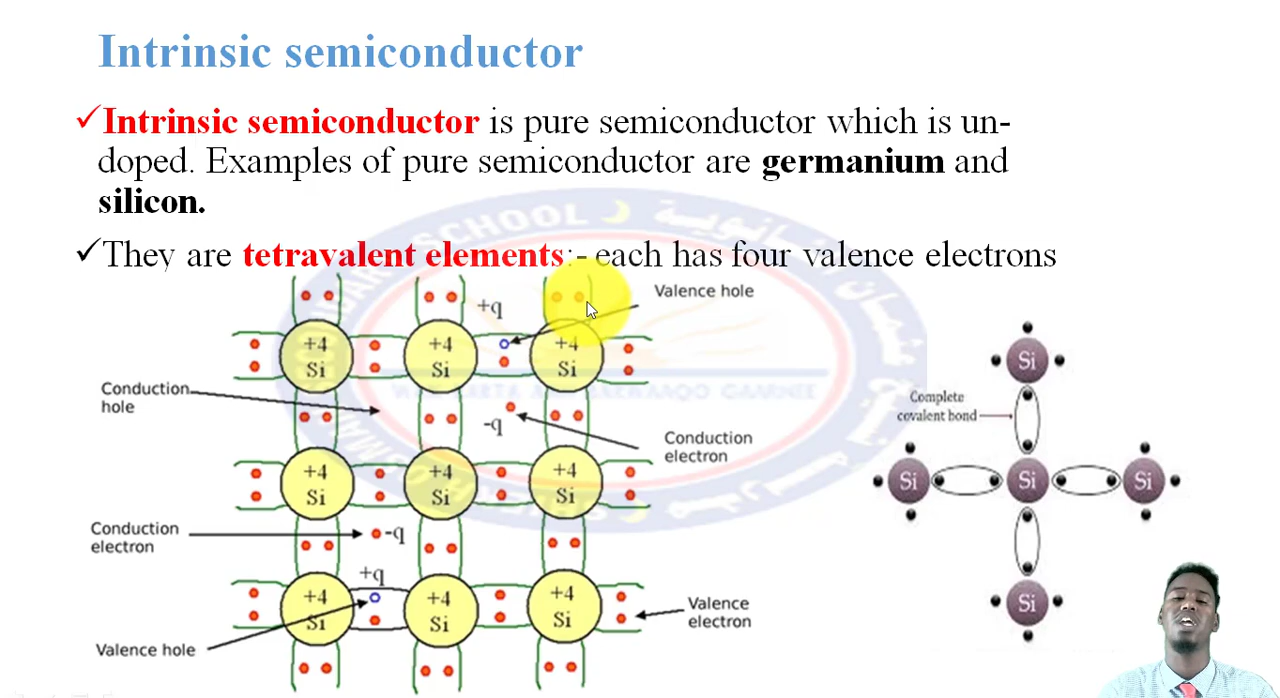 Intrinsic semiconductor
✓Intrinsic semiconductor is pure semiconductor which is un-
doped. Examples of pure semiconductor are germanium and
silicon.
✓They are tetravalent elements:- each has four valence electrons
Valence hole
+q
+4
Si
+4
Si
+4
Si
Conduction
hole
-q
Conduction
electron
+4
Si
+4
Si
+4
Si
Conduction
electron
-q
+q
+4
Si
+4
Si
+4
Si
Valence
electron
Valence hole
Si
Complete
covalent bond
Si
Si
Si
Si
SCHOOL
ثانوية